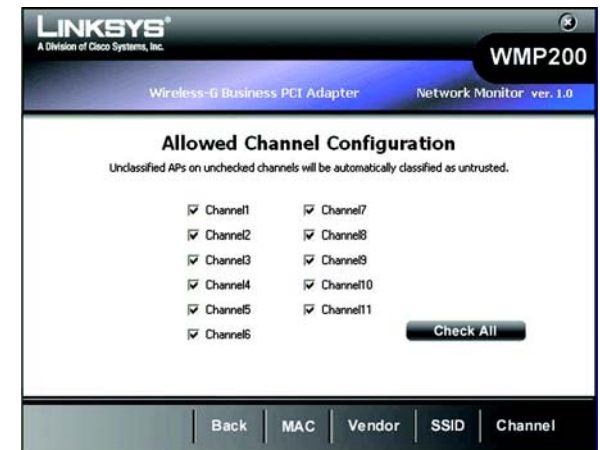 LINKSYS®
A Division of Cisco Systems, Inc.
WMP200
Wireless-G Business PCI Adapter
Network Monitor ver. 1.0
Allowed Channel Configuration
Unclassified APs on unchecked channels will be automatically classified as untrusted.
Channel1
Channel7
Channel2
Channel8
Channel3
Channel9
Channel4
Channel10
Channel5
Channel11
Channel6
Check All
Back
MAC
Vendor
SSID
Channel